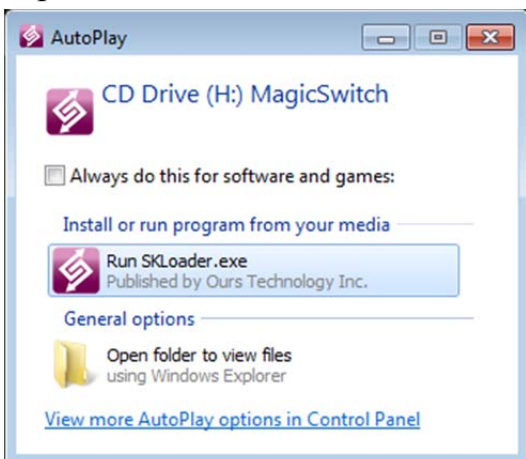 AutoPlay
CD Drive (H:) MagicSwitch
Always do this for software and games:
Install or run program from your media
Run SKLoader.exe
Published by Ours Technology Inc.
General options
Open folder to view files
using Windows Explorer
View more AutoPlay options in Control Panel